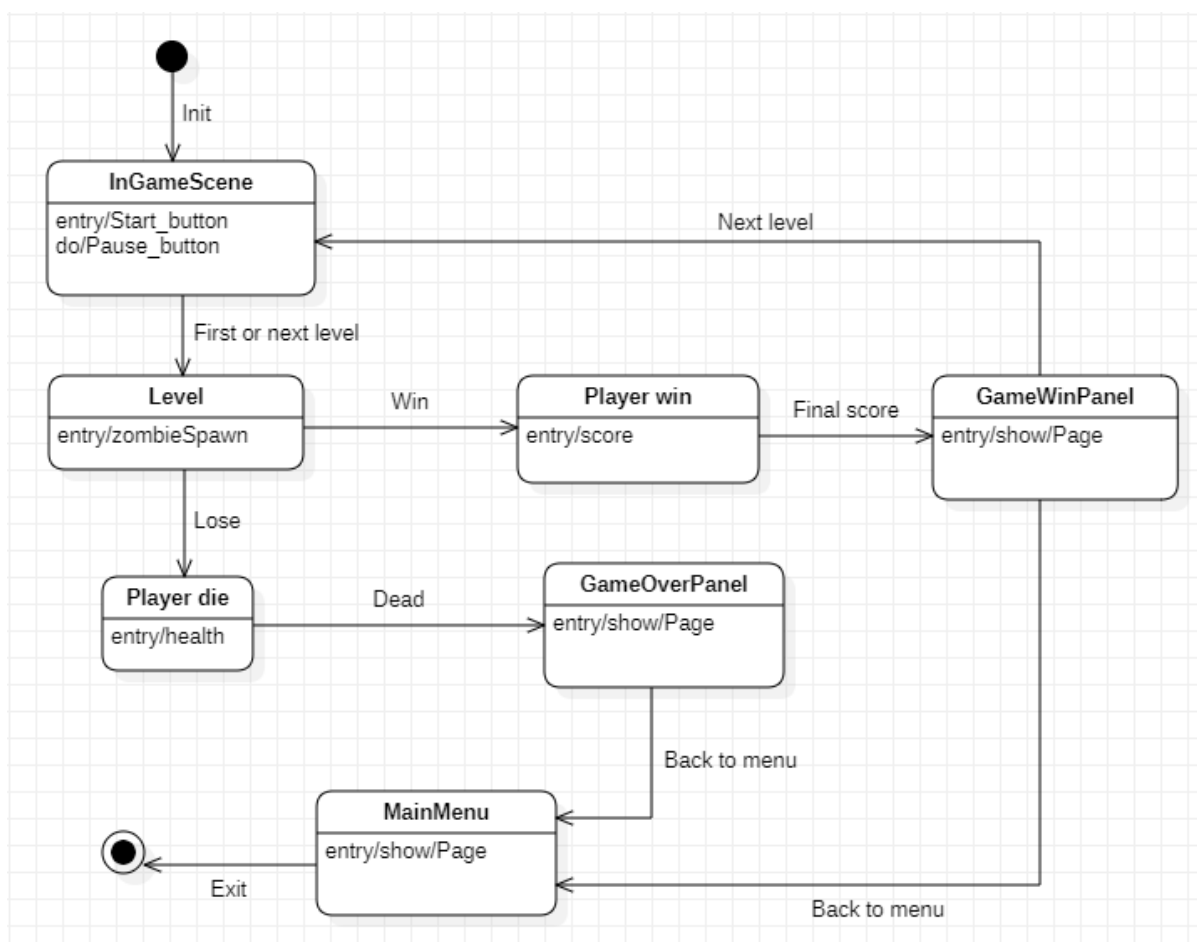 Init
InGameScene
entry/Start_button
do/Pause_button
Next level
First or next level
Level
entry/zombieSpawn
Win
Player win
entry/score
Final score
GameWinPanel
entry/show/Page
Lose
Player die
entry/health
Dead
GameOverPanel
entry/show/Page
Back to menu
MainMenu
entry/show/Page
Exit
Back to menu